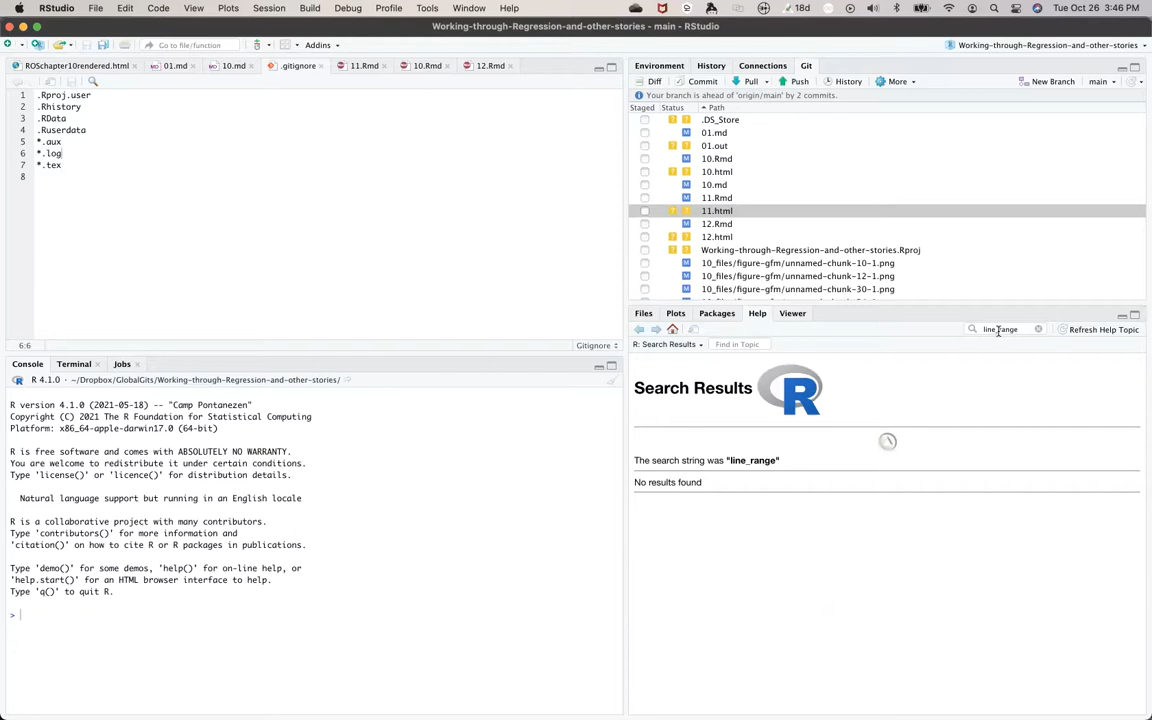 RStudio File Edit Code View Plots Session Build Debug Profile Tools Window Help 18d Tue Oct 26 3:46 PM
Working-through-Regression-and-other-stories - main - RStudio
Go to file/function Addins Working-through-Regression-and-other-stories
ROSchapter10rendered.html 01.md 10.md .gitignore 11.Rmd 10.Rmd 12.Rmd
1 .Rproj.user
2 .Rhistory
3 .RData
4 .Ruserdata
5 *.aux
6 *.log
7 *.tex
8
6:6 Gitignore
Console Terminal Jobs
R 4.1.0 · ~/Dropbox/GlobalGits/Working-through-Regression-and-other-stories/
R version 4.1.0 (2021-05-18) -- "Camp Pontanezen"
Copyright (C) 2021 The R Foundation for Statistical Computing
Platform: x86_64-apple-darwin17.0 (64-bit)
R is free software and comes with ABSOLUTELY NO WARRANTY.
You are welcome to redistribute it under certain conditions.
Type 'license()' or 'licence()' for distribution details.
Natural language support but running in an English locale
R is a collaborative project with many contributors.
Type 'contributors()' for more information and
'citation()' on how to cite R or R packages in publications.
Type 'demo()' for some demos, 'help()' for on-line help, or
'help.start()' for an HTML browser interface to help.
Type 'q()' to quit R.
>
Environment History Connections Git
Diff Commit Pull Push History More New Branch main
Your branch is ahead of 'origin/main' by 2 commits.
Staged Status Path
? ? .DS_Store
M 01.md
? ? 01.out
M 10.Rmd
? ? 10.html
M 10.md
M 11.Rmd
? ? 11.html
M 12.Rmd
? ? 12.html
? ? Working-through-Regression-and-other-stories.Rproj
M 10_files/figure-gfm/unnamed-chunk-10-1.png
M 10_files/figure-gfm/unnamed-chunk-12-1.png
M 10_files/figure-gfm/unnamed-chunk-30-1.png
Files Plots Packages Help Viewer
line_range Refresh Help Topic
R: Search Results Find in Topic
Search Results R
The search string was "line_range"
No results found